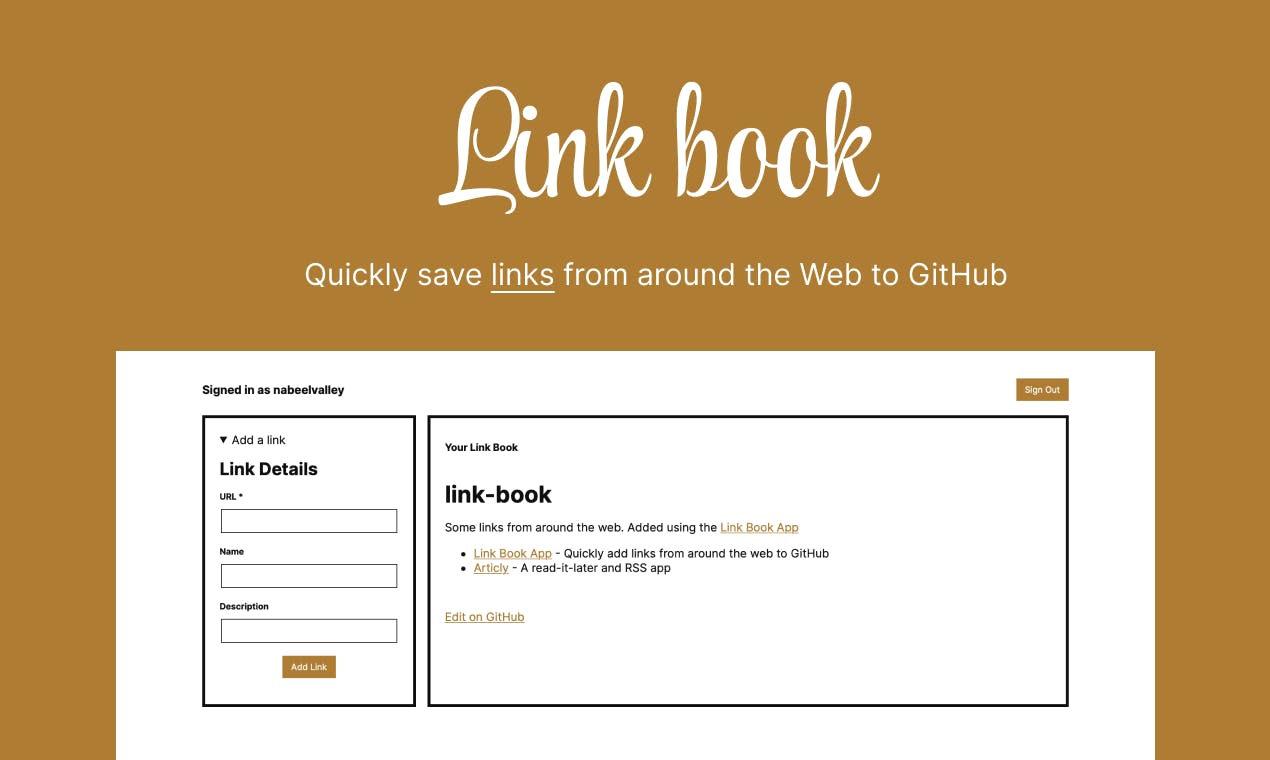 Link book
Quickly save links from around the Web to GitHub
Signed in as nabeelvalley
Sign Out
▼ Add a link
Link Details
URL *
Name
Description
Add Link
Your Link Book
link-book
Some links from around the web. Added using the Link Book App
• Link Book App - Quickly add links from around the web to GitHub
• Articly - A read-it-later and RSS app
Edit on GitHub